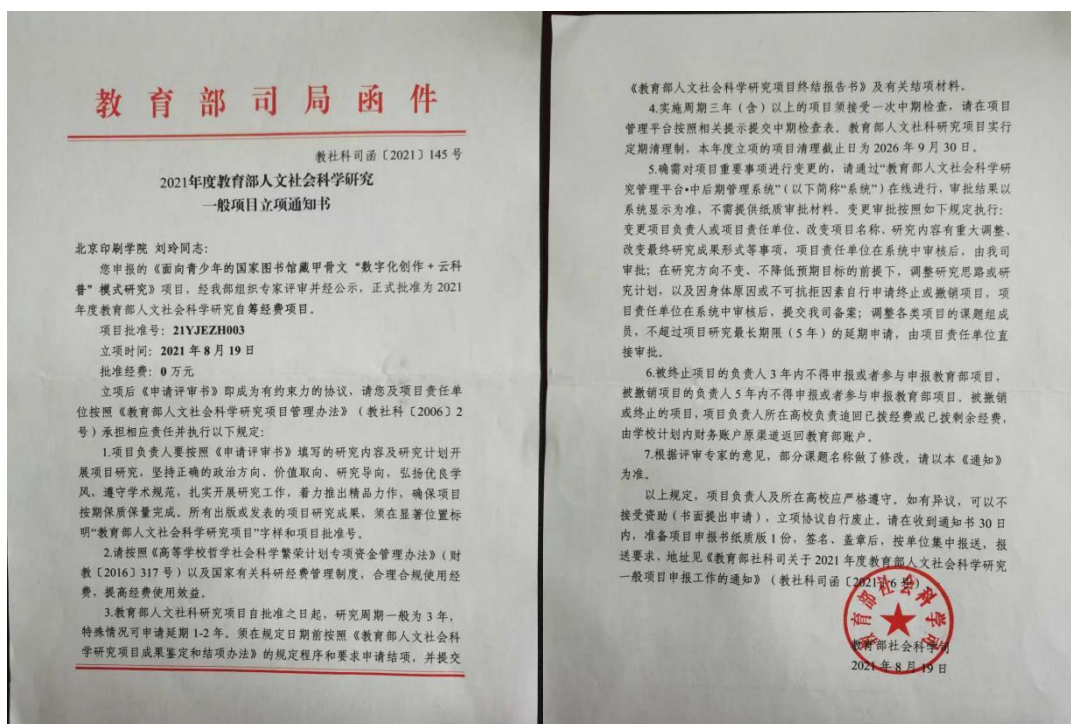 教育部司局函件
教社科司函〔2021〕145 号
2021年度教育部人文社会科学研究
一般项目立项通知书
北京印刷学院 刘玲同志：
您申报的《面向青少年的国家图书馆藏甲骨文“数字化创作+云科
普”模式研究》项目，经我部组织专家评审并经公示，正式批准为 2021
年度教育部人文社会科学研究自筹经费项目。
项目批准号：21YJEZH003
立项时间：2021 年 8 月 19 日
批准经费：0 万元
立项后《申请评审书》即成为有约束力的协议，请您及项目责任单
位按照《教育部人文社会科学研究项目管理办法》（教社科〔2006〕2
号）承担相应责任并执行以下规定：
1.项目负责人要按照《申请评审书》填写的研究内容及研究计划开
展项目研究，坚持正确的政治方向、价值取向、研究导向，弘扬优良学
风，遵守学术规范，扎实开展研究工作，着力推出精品力作，确保项目
按期保质保量完成。所有出版或发表的项目研究成果，须在显著位置标
明“教育部人文社会科学研究项目”字样和项目批准号。
2.请按照《高等学校哲学社会科学繁荣计划专项资金管理办法》（财
教〔2016〕317 号）以及国家有关科研经费管理制度，合理合规使用经
费，提高经费使用效益。
3.教育部人文社科研究项目自批准之日起，研究周期一般为 3 年，
特殊情况可申请延期 1-2 年。须在规定日期前按照《教育部人文社会科
学研究项目成果鉴定和结项办法》的规定程序和要求申请结项，并提交
《教育部人文社会科学研究项目终结报告书》及有关结项材料。
4.实施周期三年（含）以上的项目须接受一次中期检查，请在项目
管理平台按照相关提示提交中期检查表。教育部人文社科研究项目实行
定期清理制，本年度立项的项目清理截止日为 2026 年 9 月 30 日。
5.确需对项目重要事项进行变更的，请通过“教育部人文社会科学研
究管理平台•中后期管理系统”（以下简称“系统”）在线进行，审批结果以
系统显示为准，不需提供纸质审批材料。变更审批按照如下规定执行：
变更项目负责人或项目责任单位、改变项目名称、研究内容有重大调整、
改变最终研究成果形式等事项，项目责任单位在系统中审核后，由我司
审批；在研究方向不变、不降低预期目标的前提下，调整研究思路或研
究计划，以及因身体原因或不可抗拒因素自行申请终止或撤销项目，项
目责任单位在系统中审核后，提交我司备案；调整各类项目的课题组成
员，不超过项目研究最长期限（5 年）的延期申请，由项目责任单位直
接审批。
6.被终止项目的负责人 3 年内不得申报或者参与申报教育部项目，
被撤销项目的负责人 5 年内不得申报或者参与申报教育部项目。被撤销
或终止的项目，项目负责人所在高校负责追回已拨经费或已拨剩余经费，
由学校计划内财务账户原渠道返回教育部账户。
7.根据评审专家的意见，部分课题名称做了修改，请以本《通知》
为准。
以上规定，项目负责人及所在高校应严格遵守。如有异议，可以不
接受资助（书面提出申请），立项协议自行废止。请在收到通知书 30 日
内，准备项目申报书纸质版 1 份，签名、盖章后，按单位集中报送，报
送要求、地址见《教育部社科司关于 2021 年度教育部人文社会科学研究
一般项目申报工作的通知》（教社科司函〔2021〕6 号）
教育部社会科学司
教育部社会科学司
2021 年 8 月 19 日